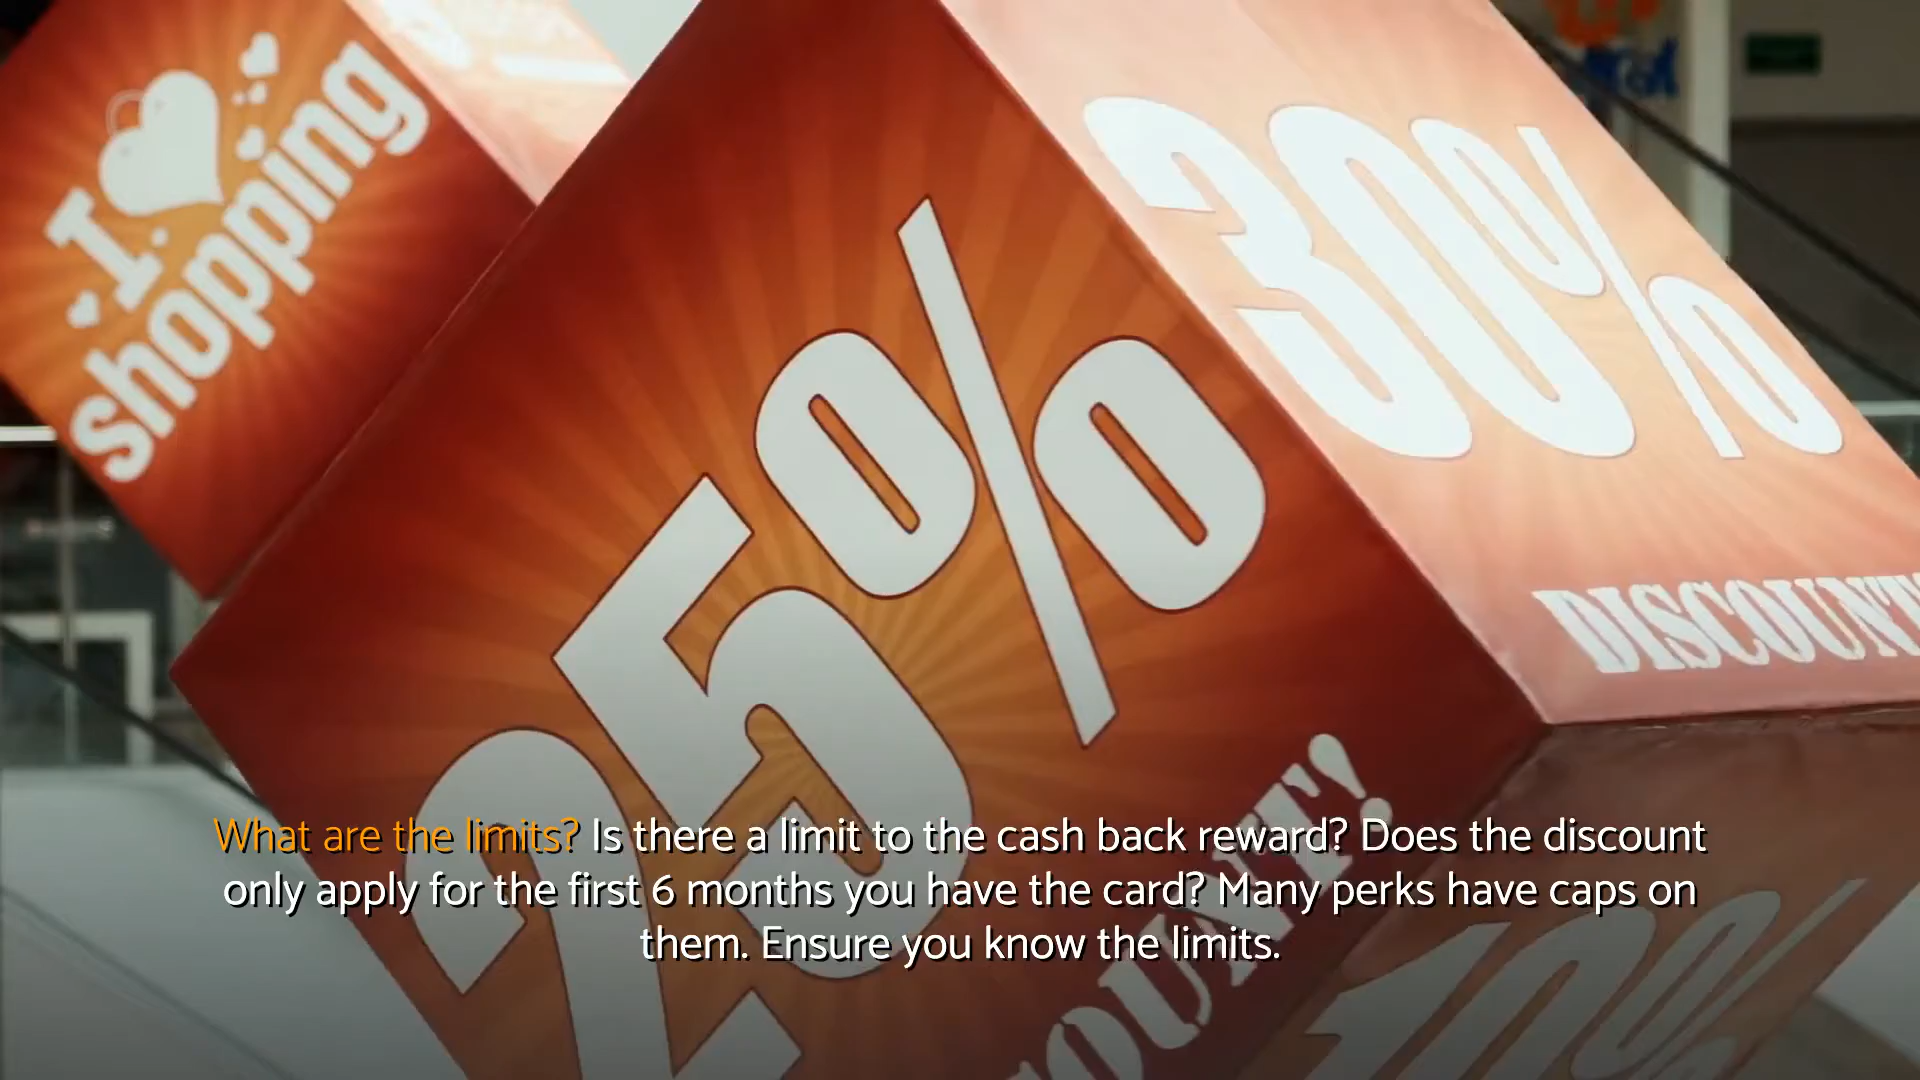 I
shopping
25%
30%
DISCOUNT
10%
What are the limits? Is there a limit to the cash back reward? Does the discount
only apply for the first 6 months you have the card? Many perks have caps on
them. Ensure you know the limits.